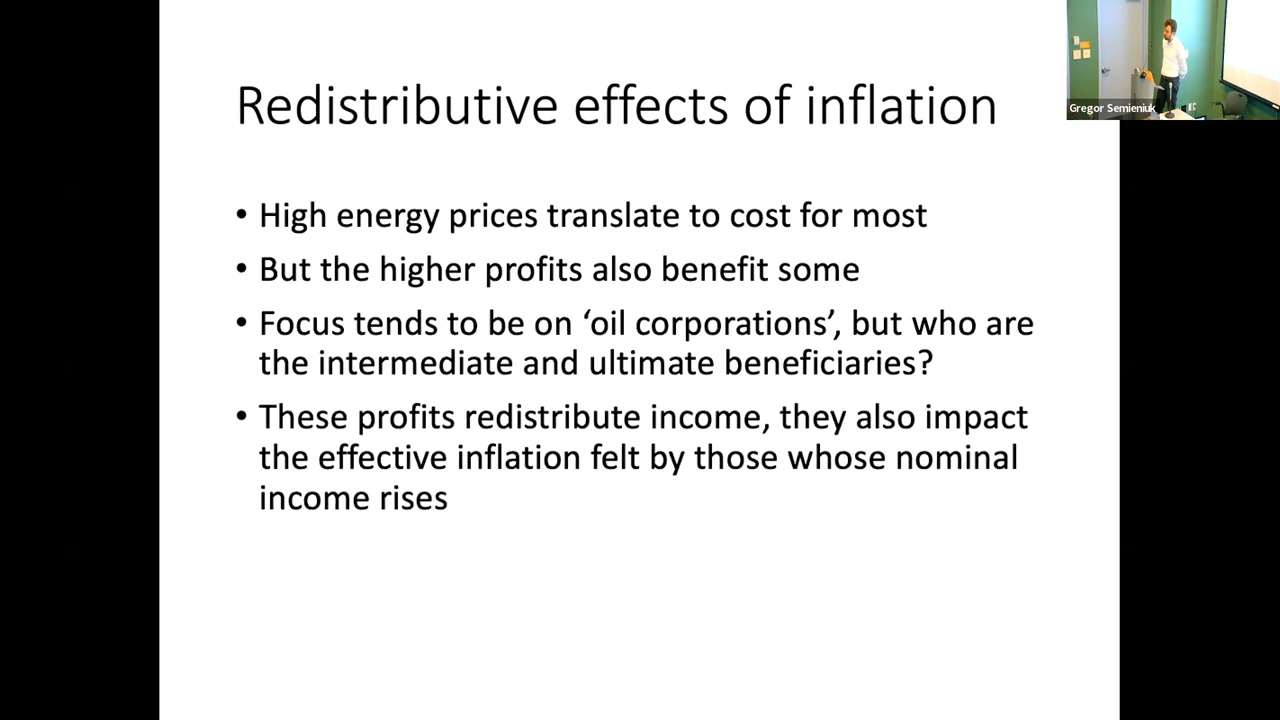 Redistributive effects of inflation
• High energy prices translate to cost for most
• But the higher profits also benefit some
• Focus tends to be on ‘oil corporations’, but who are
the intermediate and ultimate beneficiaries?
• These profits redistribute income, they also impact
the effective inflation felt by those whose nominal
income rises
Gregor Semieniuk